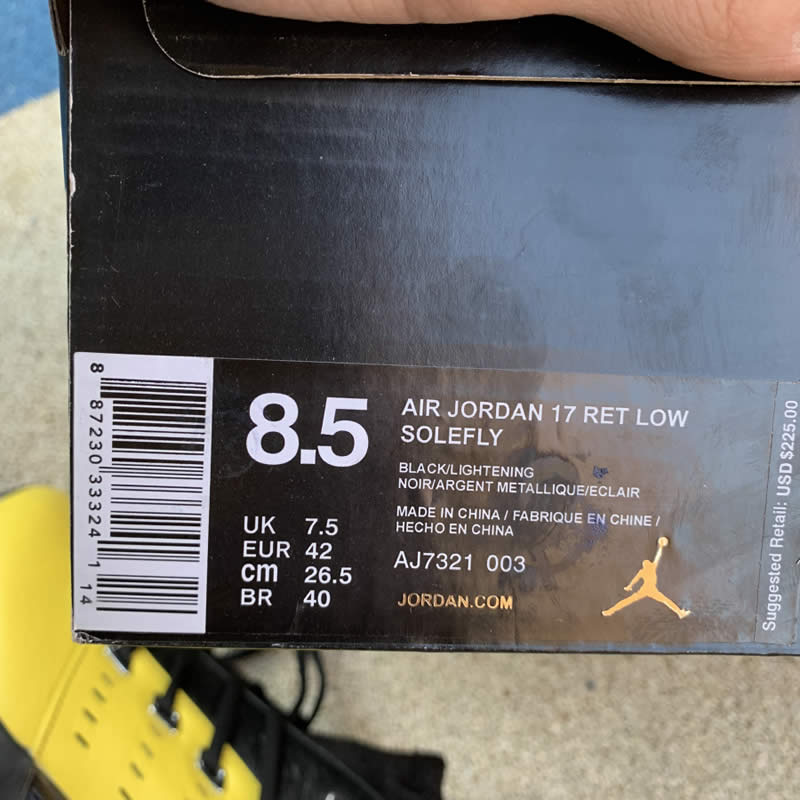 8.5
AIR JORDAN 17 RET LOW
SOLEFLY
BLACK/LIGHTENING
NOIR/ARGENT METALLIQUE/ECLAIR
MADE IN CHINA / FABRIQUE EN CHINE /
HECHO EN CHINA
AJ7321 003
JORDAN.COM
UK 7.5
EUR 42
cm 26.5
BR 40
8 87230 33324 1 14
Suggested Retail: USD $225.00